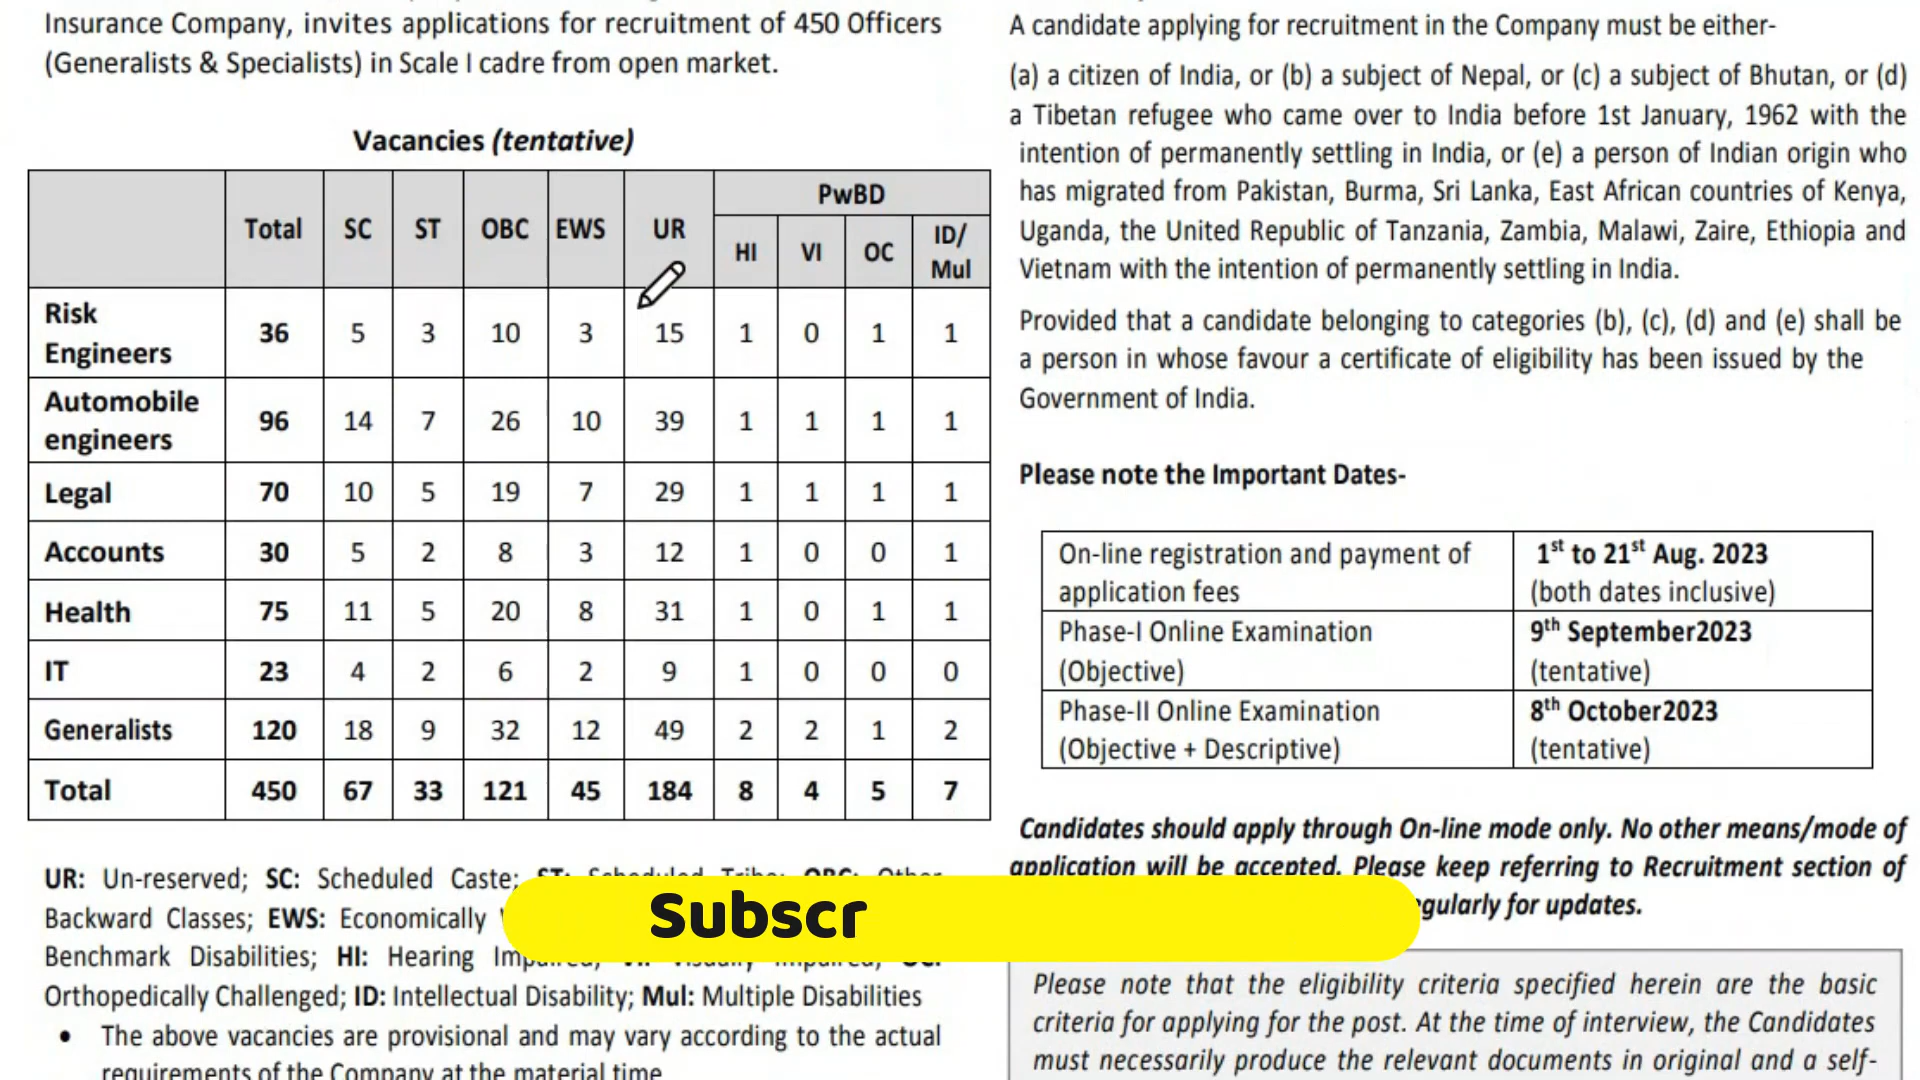 Insurance Company, invites applications for recruitment of 450 Officers
(Generalists & Specialists) in Scale I cadre from open market.
Vacancies (tentative)
Total SC ST OBC EWS UR PwBD
HI VI OC ID/ Mul
Risk Engineers 36 5 3 10 3 15 1 0 1 1
Automobile engineers 96 14 7 26 10 39 1 1 1 1
Legal 70 10 5 19 7 29 1 1 1 1
Accounts 30 5 2 8 3 12 1 0 0 1
Health 75 11 5 20 8 31 1 0 1 1
IT 23 4 2 6 2 9 1 0 0 0
Generalists 120 18 9 32 12 49 2 2 1 2
Total 450 67 33 121 45 184 8 4 5 7
UR: Un-reserved; SC: Scheduled Caste; ST: Scheduled Tribe; OBC: Other
Backward Classes; EWS: Economically
Benchmark Disabilities; HI: Hearing Impaired; VI: Visually Impaired; OC:
Orthopedically Challenged; ID: Intellectual Disability; Mul: Multiple Disabilities
• The above vacancies are provisional and may vary according to the actual
requirements of the Company at the material time
A candidate applying for recruitment in the Company must be either-
(a) a citizen of India, or (b) a subject of Nepal, or (c) a subject of Bhutan, or (d)
a Tibetan refugee who came over to India before 1st January, 1962 with the
intention of permanently settling in India, or (e) a person of Indian origin who
has migrated from Pakistan, Burma, Sri Lanka, East African countries of Kenya,
Uganda, the United Republic of Tanzania, Zambia, Malawi, Zaire, Ethiopia and
Vietnam with the intention of permanently settling in India.
Provided that a candidate belonging to categories (b), (c), (d) and (e) shall be
a person in whose favour a certificate of eligibility has been issued by the
Government of India.
Please note the Important Dates-
On-line registration and payment of 1st to 21st Aug. 2023
application fees (both dates inclusive)
Phase-I Online Examination 9th September2023
(Objective) (tentative)
Phase-II Online Examination 8th October2023
(Objective + Descriptive) (tentative)
Candidates should apply through On-line mode only. No other means/mode of
application will be accepted. Please keep referring to Recruitment section of
gularly for updates.
Subscr
Please note that the eligibility criteria specified herein are the basic
criteria for applying for the post. At the time of interview, the Candidates
must necessarily produce the relevant documents in original and a self-